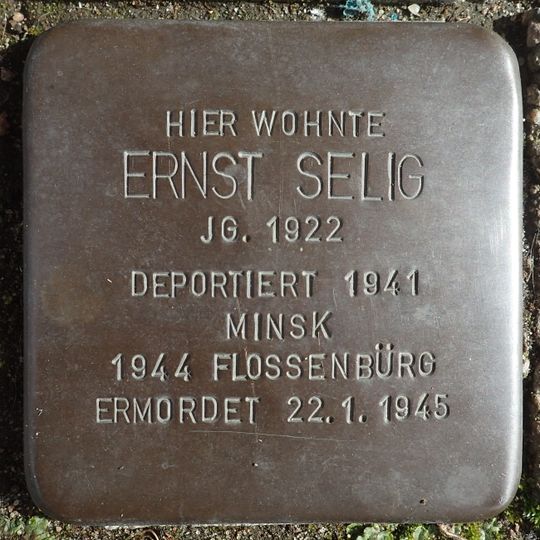 HIER WOHNTE
ERNST SELIG
JG. 1922
DEPORTIERT 1941
MINSK
1944 FLOSSENBÜRG
ERMORDET 22.1.1945